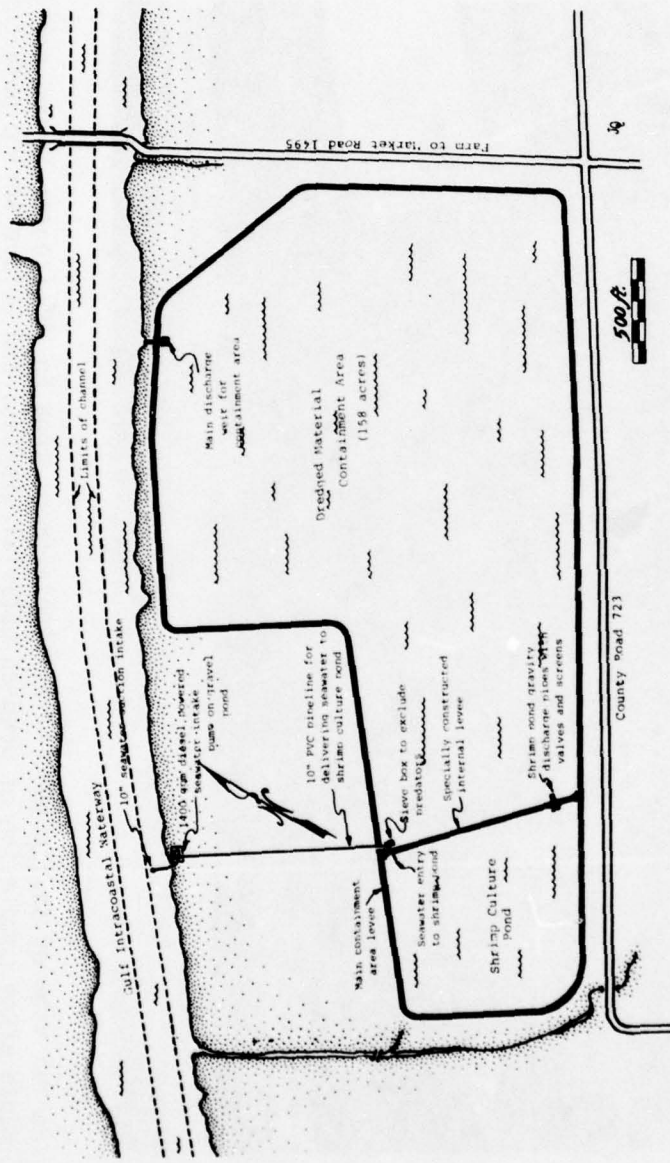 Farm to Market Road 1495
Limits of channel
Main discharge
weir for
containment area
Dredged Material
Containment Area
(158 acres)
500 ft.
Gulf Intracoastal Waterway
10" seawater suction intake
1400 gpm diesel powered
seawater intake
pump on gravel
pond
10" PVC pipeline for
delivering seawater to
shrimp culture pond
Sieve box to exclude
predators
Specially constructed
internal levee
Shrimp pond gravity
discharge pipes with
valves and screens
County Road 723
Main containment
area levee
Seawater entry
to shrimp pond
Shrimp Culture
Pond